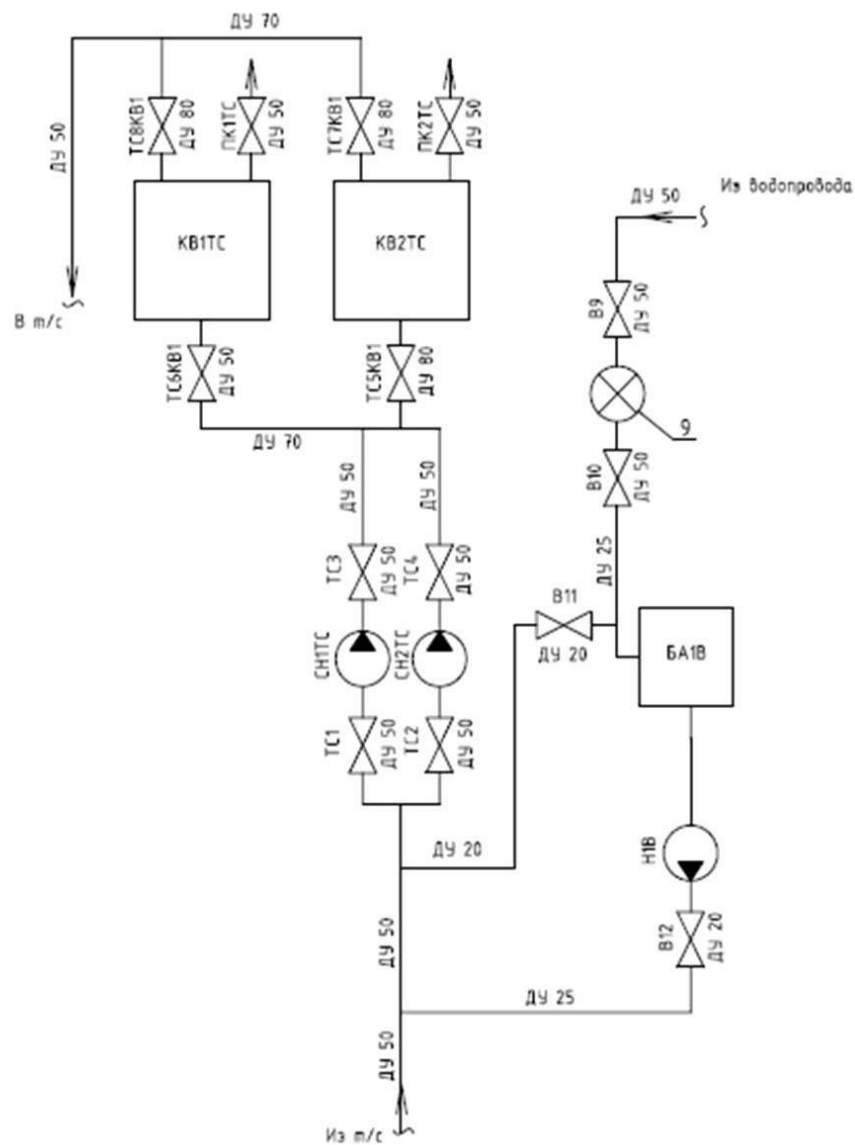 ДУ 70
ТС8КВ1
ДУ 80
ПК1ТС
ДУ 50
ТС7КВ1
ДУ 80
ПК2ТС
ДУ 50
ДУ 50
Из водопровода
ДУ 50
КВ1ТС
КВ2ТС
В т/с
В9
ДУ 50
ТС6КВ1
ДУ 50
ТС5КВ1
ДУ 80
9
ДУ 70
ДУ 50
ДУ 50
В10
ДУ 50
ДУ 25
ТС3
ДУ 50
ТС4
ДУ 50
В11
ДУ 20
СН1ТС
СН2ТС
БА1В
ТС1
ДУ 50
ТС2
ДУ 50
ДУ 20
Н1В
ДУ 50
В12
ДУ 20
ДУ 25
ДУ 50
Из т/с